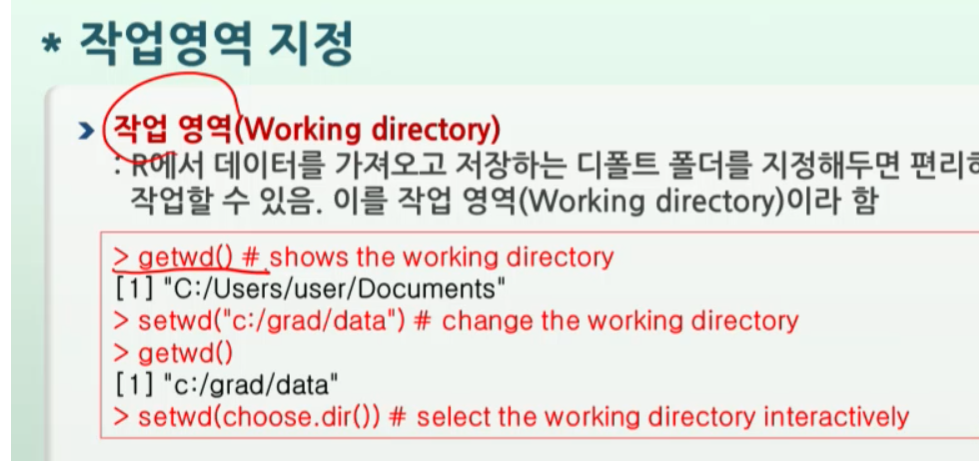 * 작업영역 지정
› 작업 영역(Working directory)
: R에서 데이터를 가져오고 저장하는 디폴트 폴더를 지정해두면 편리하
작업할 수 있음. 이를 작업 영역(Working directory)이라 함
> getwd() # shows the working directory
[1] "C:/Users/user/Documents"
> setwd("c:/grad/data") # change the working directory
> getwd()
[1] "c:/grad/data"
> setwd(choose.dir()) # select the working directory interactively